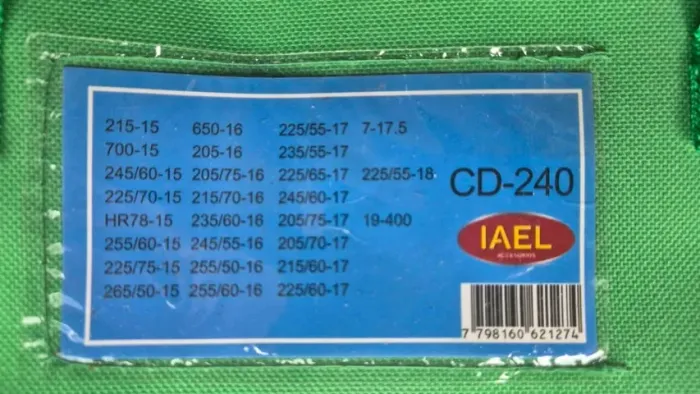 215-15 650-16 225/55-17 7-17.5
700-15 205-16 235/55-17
245/60-15 205/75-16 225/65-17 225/55-18
225/70-15 215/70-16 245/60-17
HR78-15 235/60-16 205/75-17 19-400
255/60-15 245/55-16 205/70-17
225/75-15 255/50-16 215/60-17
265/50-15 255/60-16 225/60-17
CD-240
IAEL
ACCESORIOS
7 798160 621274